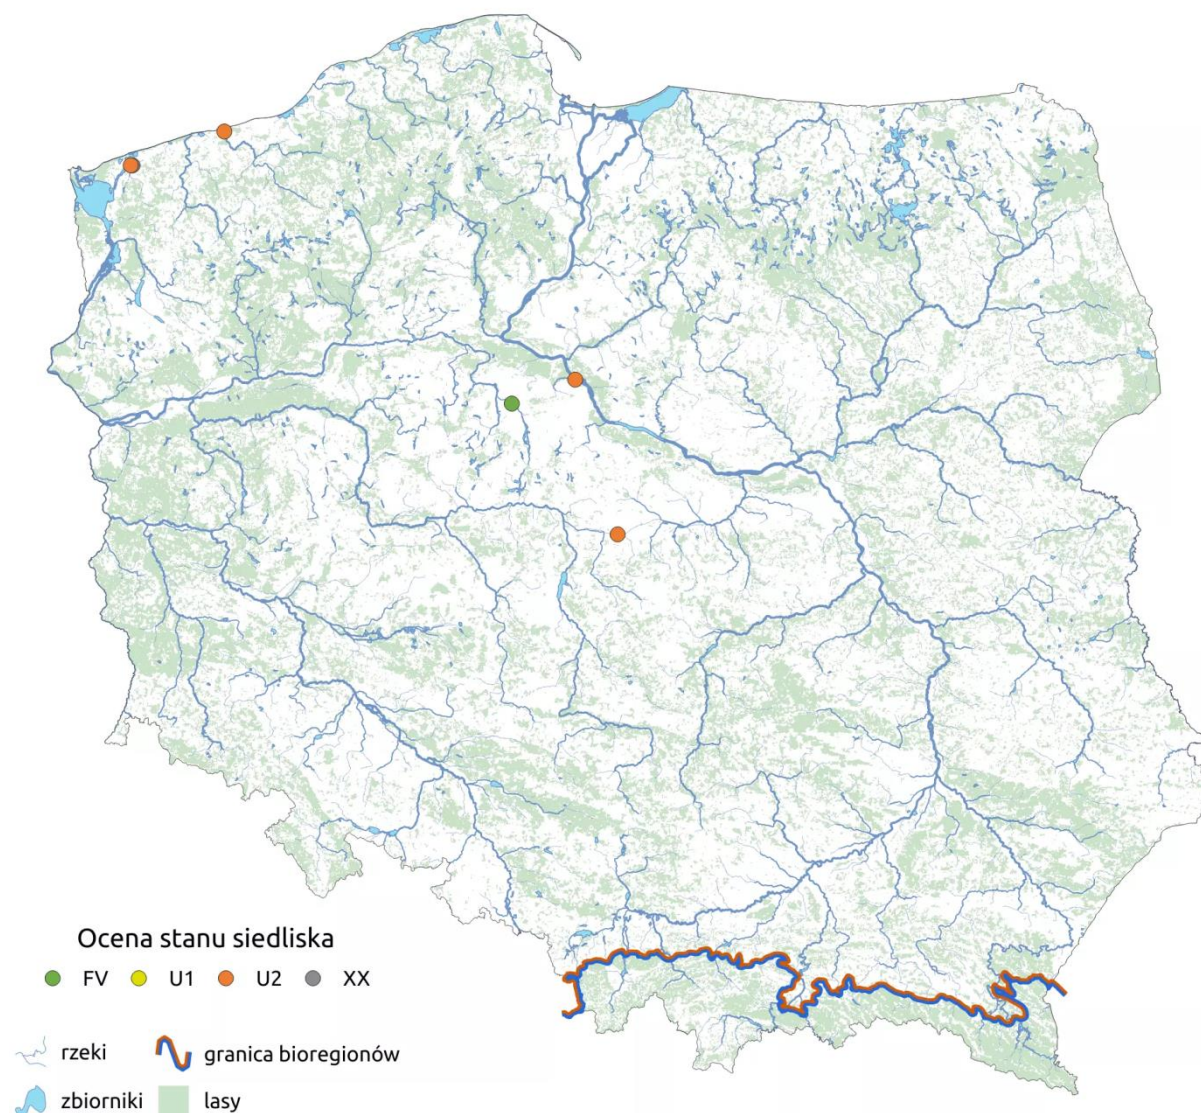 Ocena stanu siedliska
FV U1 U2 XX
rzeki granica bioregionów
zbiorniki lasy